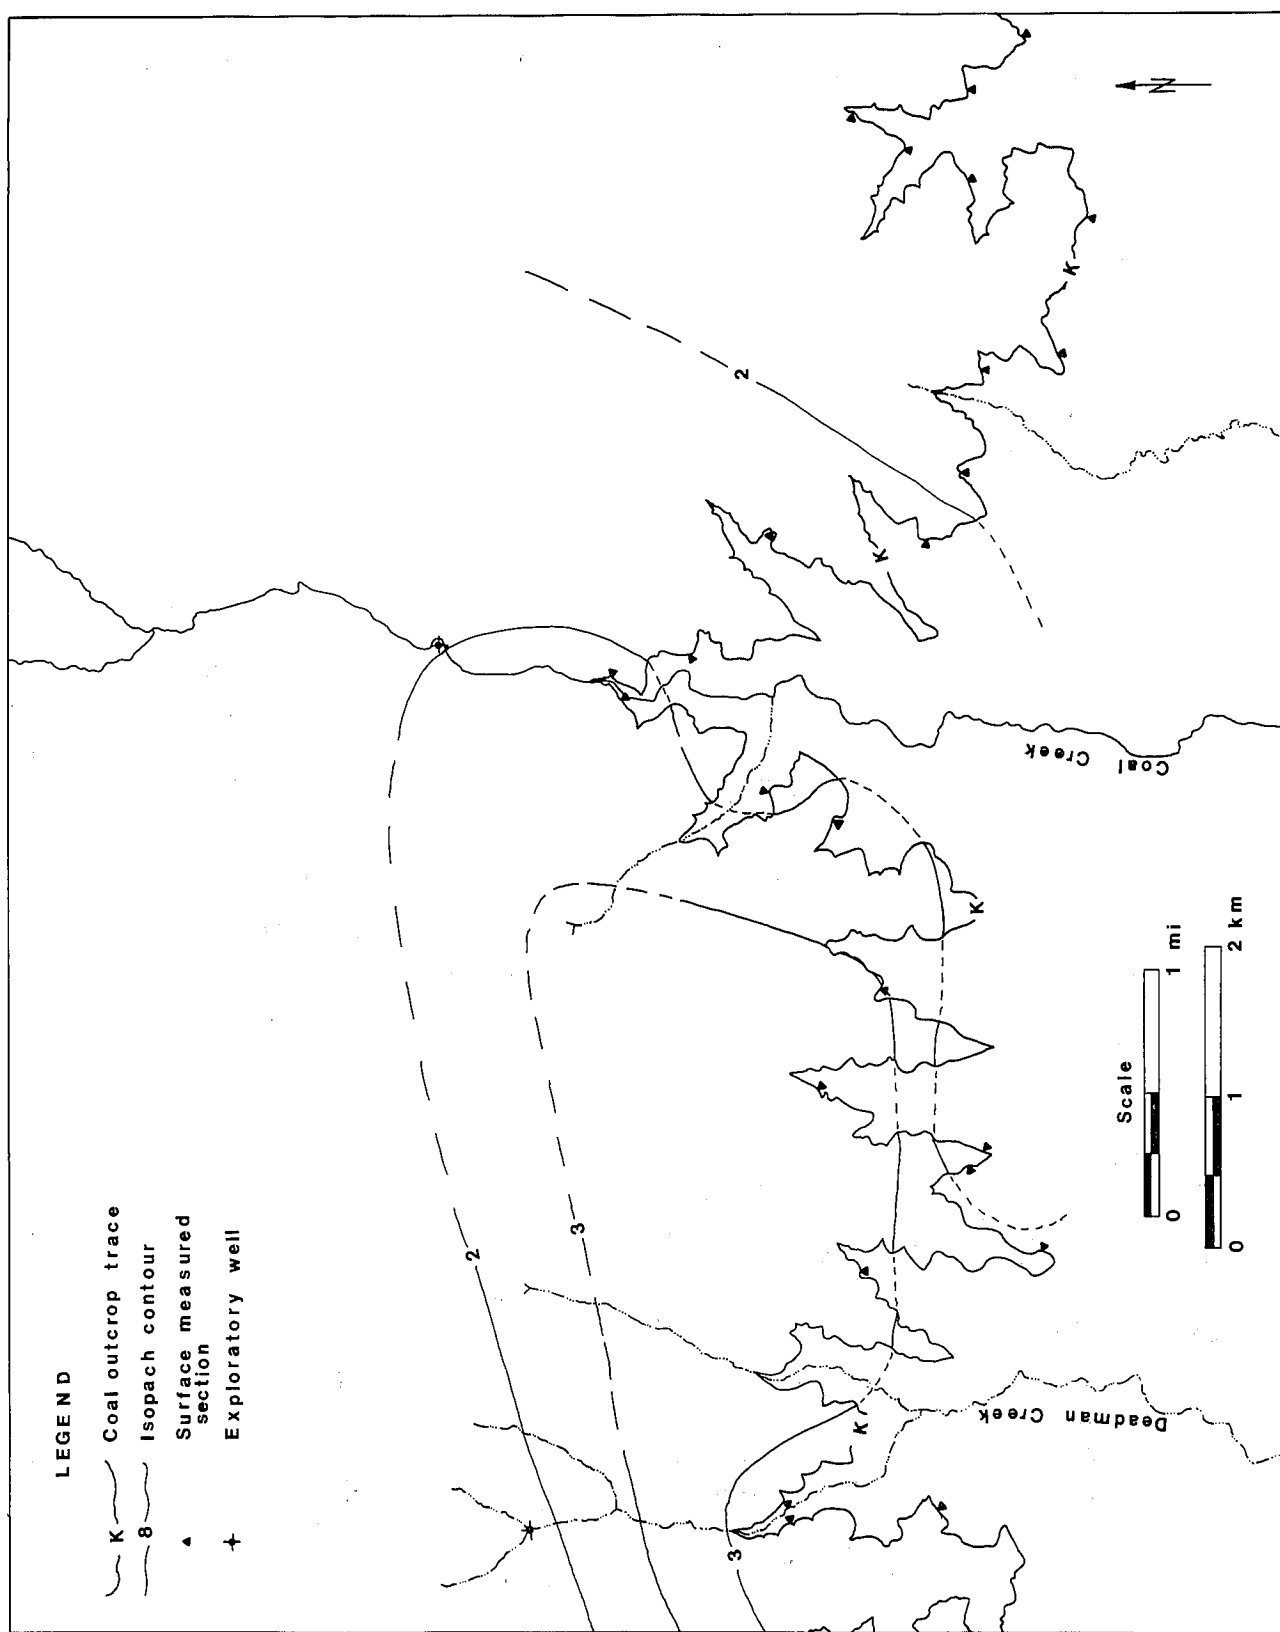 LEGEND
K Coal outcrop trace
8 Isopach contour
Surface measured
section
Exploratory well
N
K
2
K
Coal
Creek
K
2
3
K
3
Deadman Creek
Scale
0 1 mi
0 1 2 km